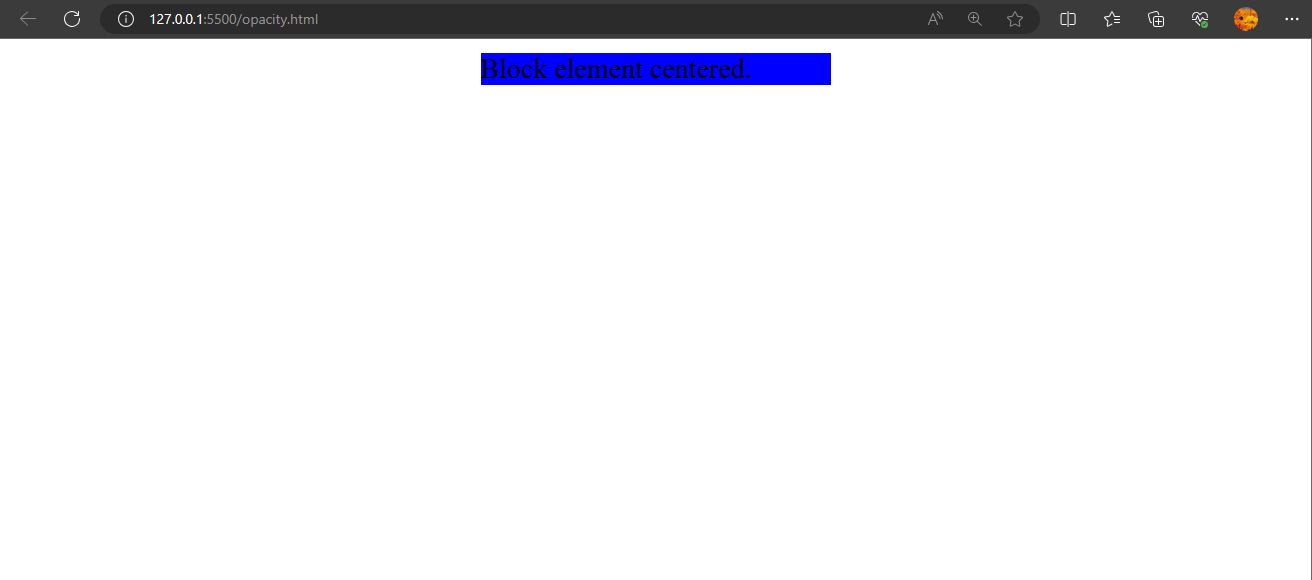 127.0.0.1:5500/opacity.html
Block element centered.